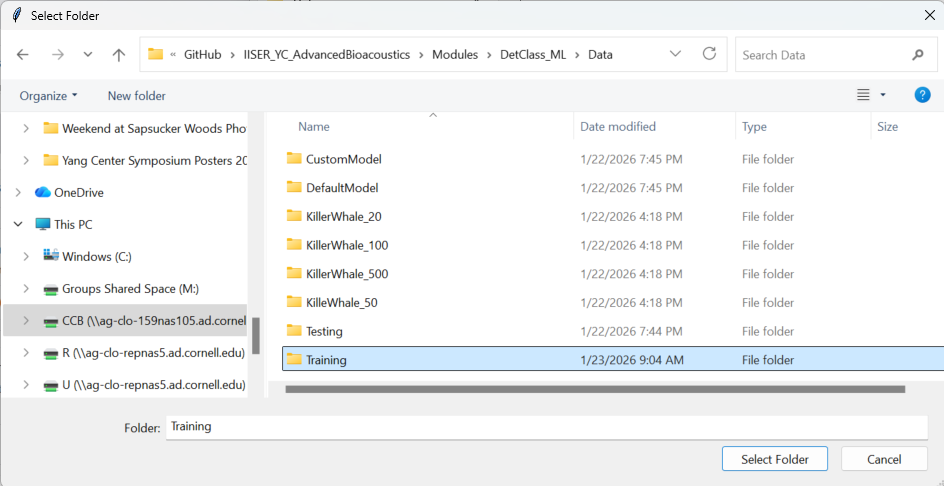 Select Folder
« GitHub > IISER_YC_AdvancedBioacoustics > Modules > DetClass_ML > Data
Search Data
Organize New folder
Weekend at Sapsucker Woods Pho
Yang Center Symposium Posters 20
OneDrive
This PC
Windows (C:)
Groups Shared Space (M:)
CCB (\\ag-clo-159nas105.ad.cornel
R (\\ag-clo-repnas5.ad.cornell.edu)
U (\\ag-clo-repnas5.ad.cornell.edu)
Name Date modified Type Size
CustomModel 1/22/2026 7:45 PM File folder
DefaultModel 1/22/2026 7:45 PM File folder
KillerWhale_20 1/22/2026 4:18 PM File folder
KillerWhale_100 1/22/2026 4:18 PM File folder
KillerWhale_500 1/22/2026 4:18 PM File folder
KilleWhale_50 1/22/2026 4:18 PM File folder
Testing 1/22/2026 7:44 PM File folder
Training 1/23/2026 9:04 AM File folder
Folder: Training
Select Folder Cancel